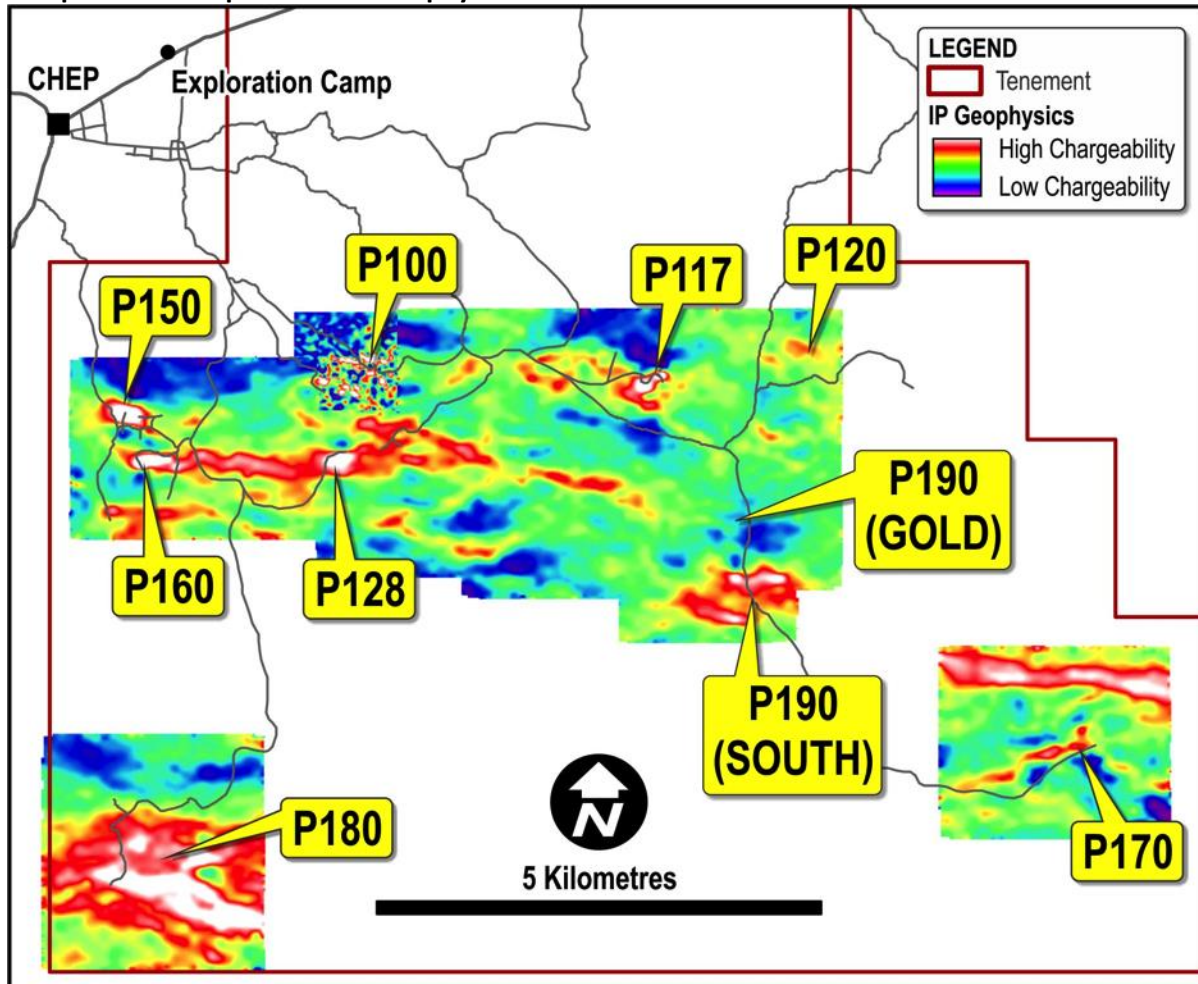 CHEP
Exploration Camp
LEGEND
Tenement
IP Geophysics
High Chargeability
Low Chargeability
P100
P117
P120
P150
P190
(GOLD)
P160
P128
P190
(SOUTH)
N
P180
P170
5 Kilometres